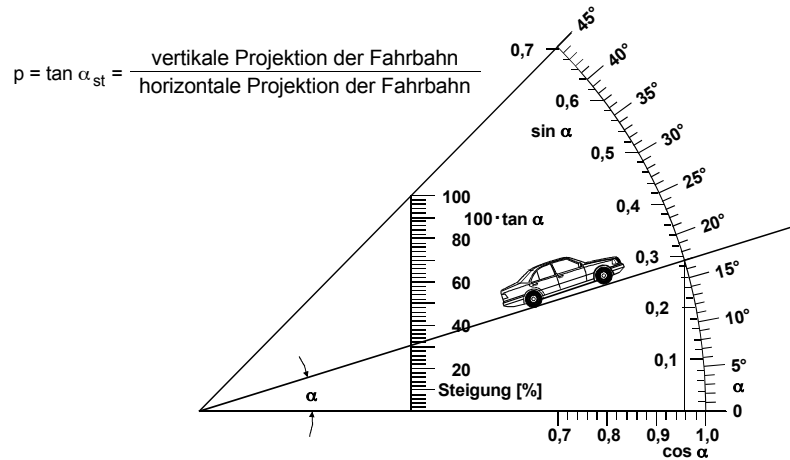 p = tan α st = vertikale Projektion der Fahrbahn
horizontale Projektion der Fahrbahn
45°
0,7
40°
0,6
35°
sin α
30°
0,5
25°
100
0,4
100·tan α
20°
80
0,3
15°
60
0,2
10°
40
0,1
20
5°
Steigung [%]
α
α
0
0,7 0,8 0,9 1,0
cos α